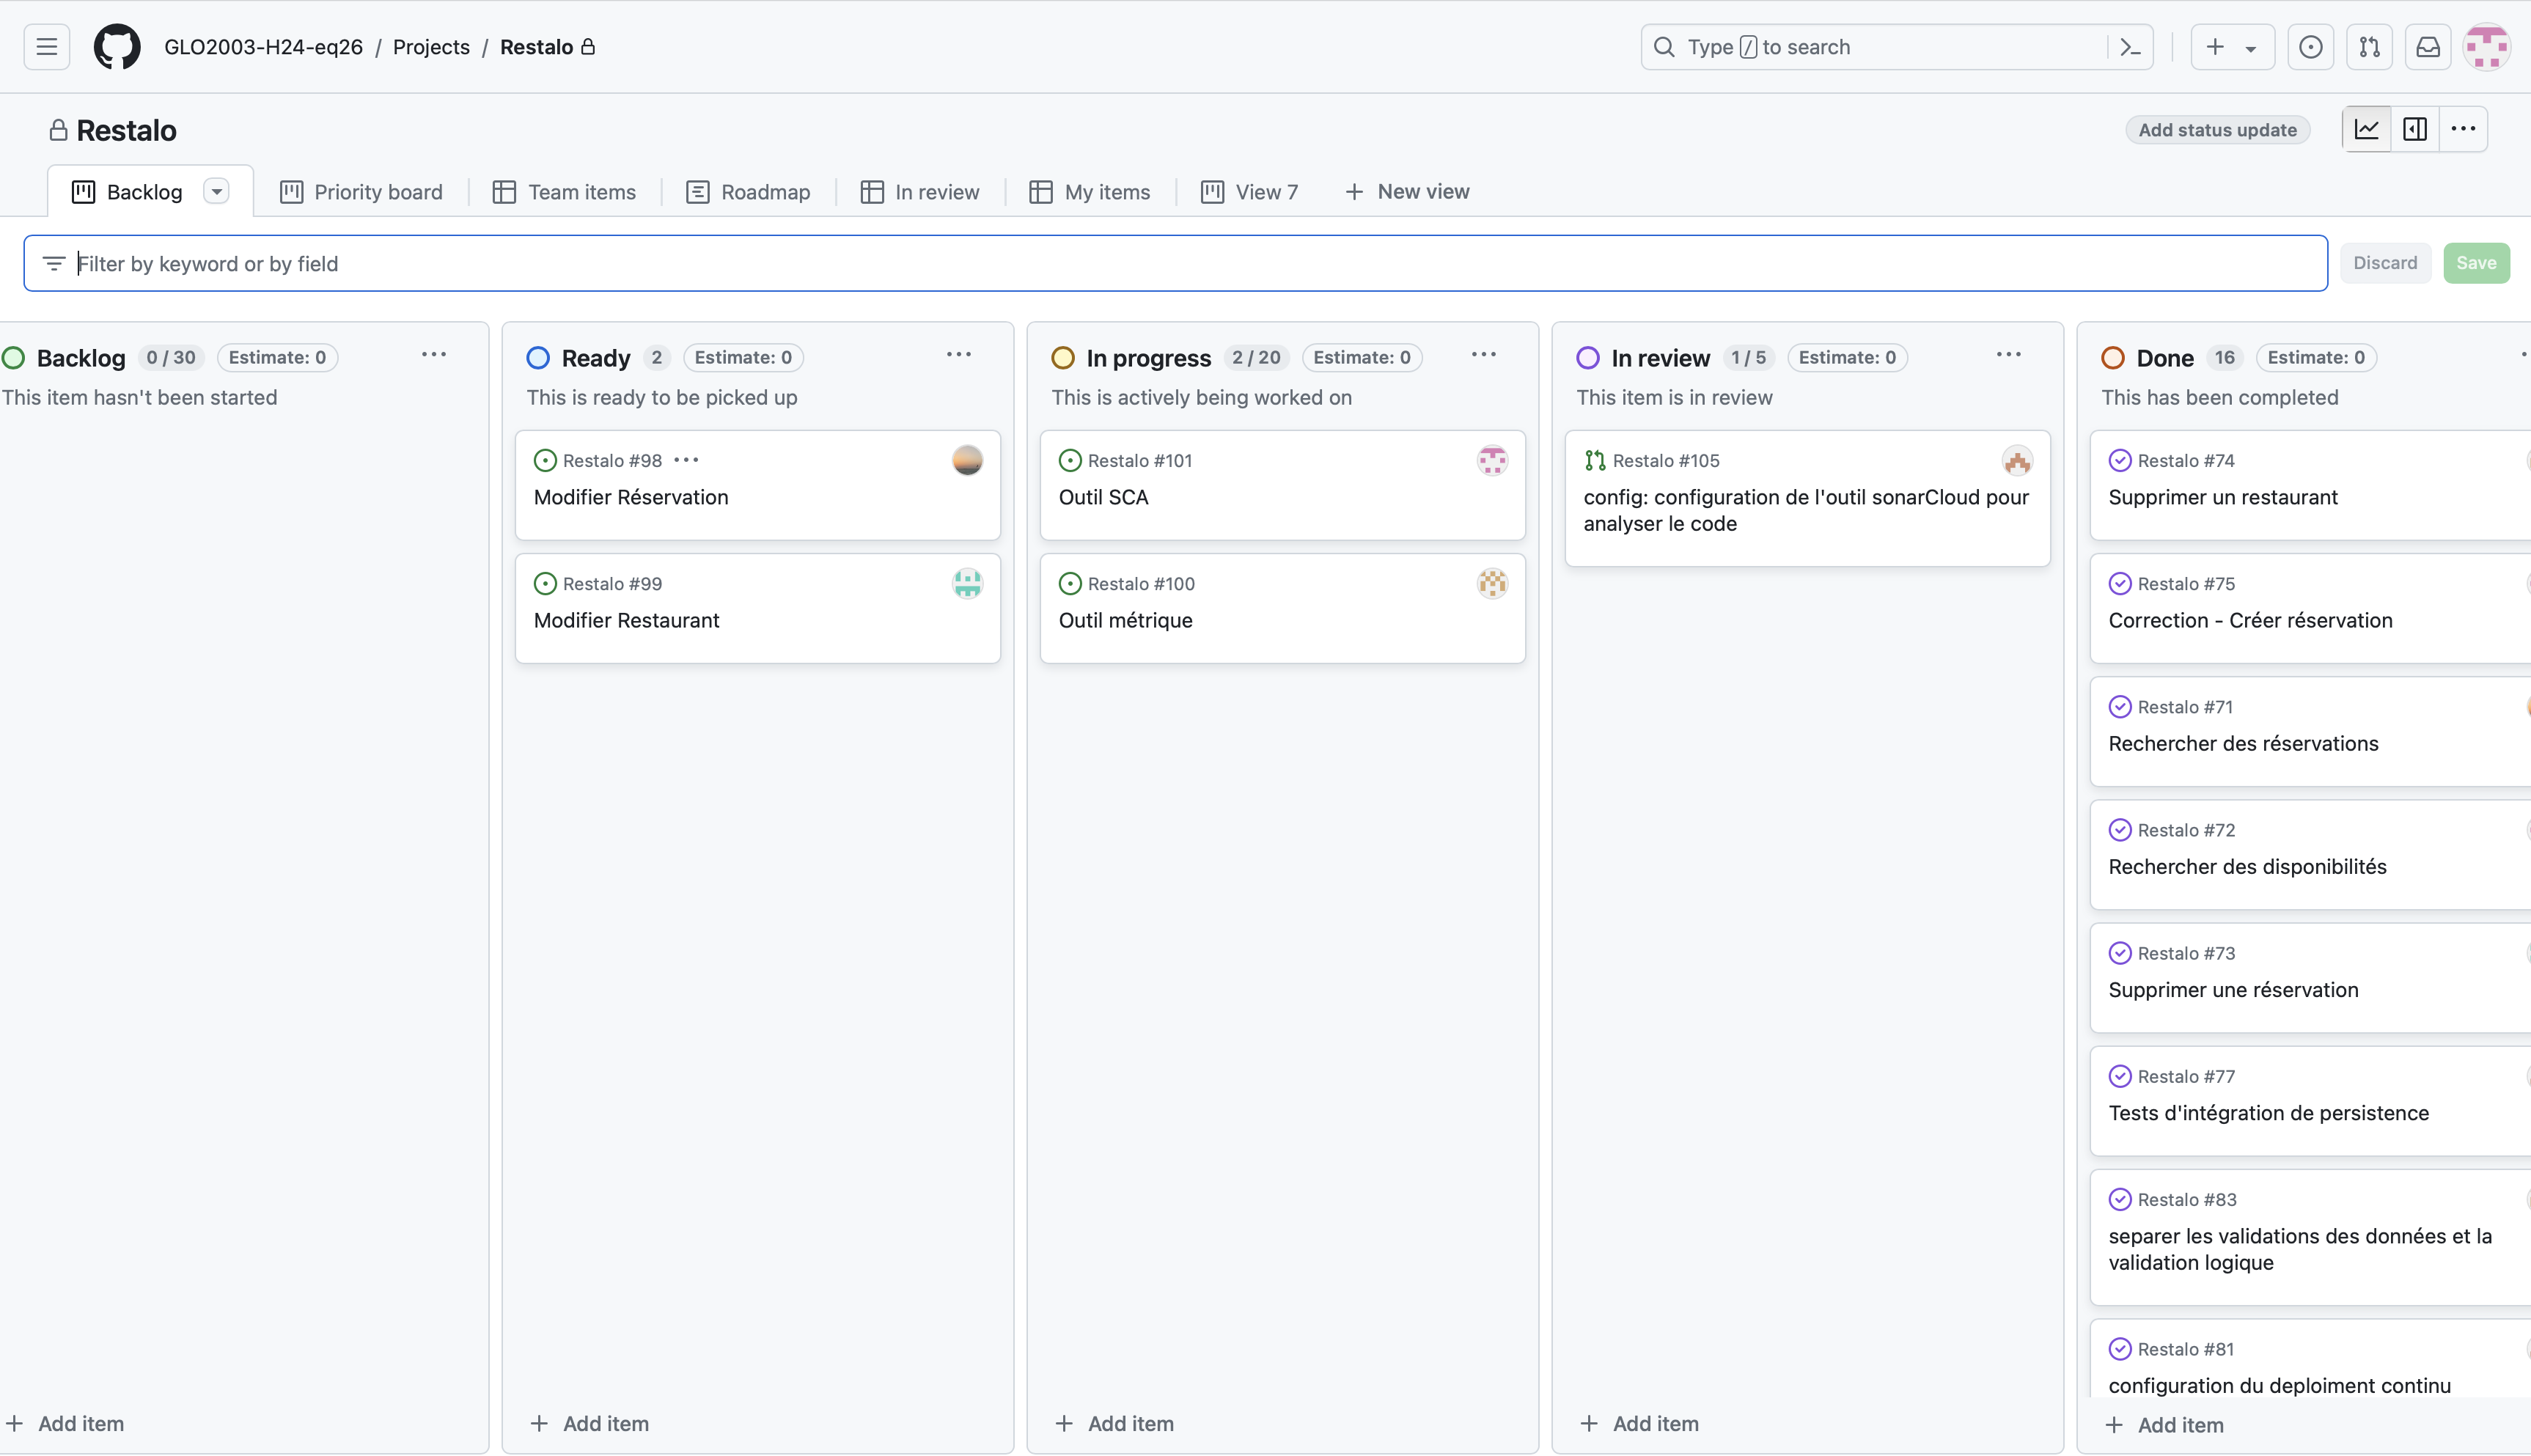 GLO2003-H24-eq26 / Projects / Restalo
Type / to search
Restalo
Add status update
Backlog
Priority board
Team items
Roadmap
In review
My items
View 7
+ New view
Filter by keyword or by field
Discard
Save
Backlog 0 / 30 Estimate: 0
This item hasn't been started
+ Add item
Ready 2 Estimate: 0
This is ready to be picked up
Restalo #98
Modifier Réservation
Restalo #99
Modifier Restaurant
+ Add item
In progress 2 / 20 Estimate: 0
This is actively being worked on
Restalo #101
Outil SCA
Restalo #100
Outil métrique
+ Add item
In review 1 / 5 Estimate: 0
This item is in review
Restalo #105
config: configuration de l'outil sonarCloud pour
analyser le code
+ Add item
Done 16 Estimate: 0
This has been completed
Restalo #74
Supprimer un restaurant
Restalo #75
Correction - Créer réservation
Restalo #71
Rechercher des réservations
Restalo #72
Rechercher des disponibilités
Restalo #73
Supprimer une réservation
Restalo #77
Tests d'intégration de persistence
Restalo #83
separer les validations des données et la
validation logique
Restalo #81
configuration du deploiment continu
+ Add item